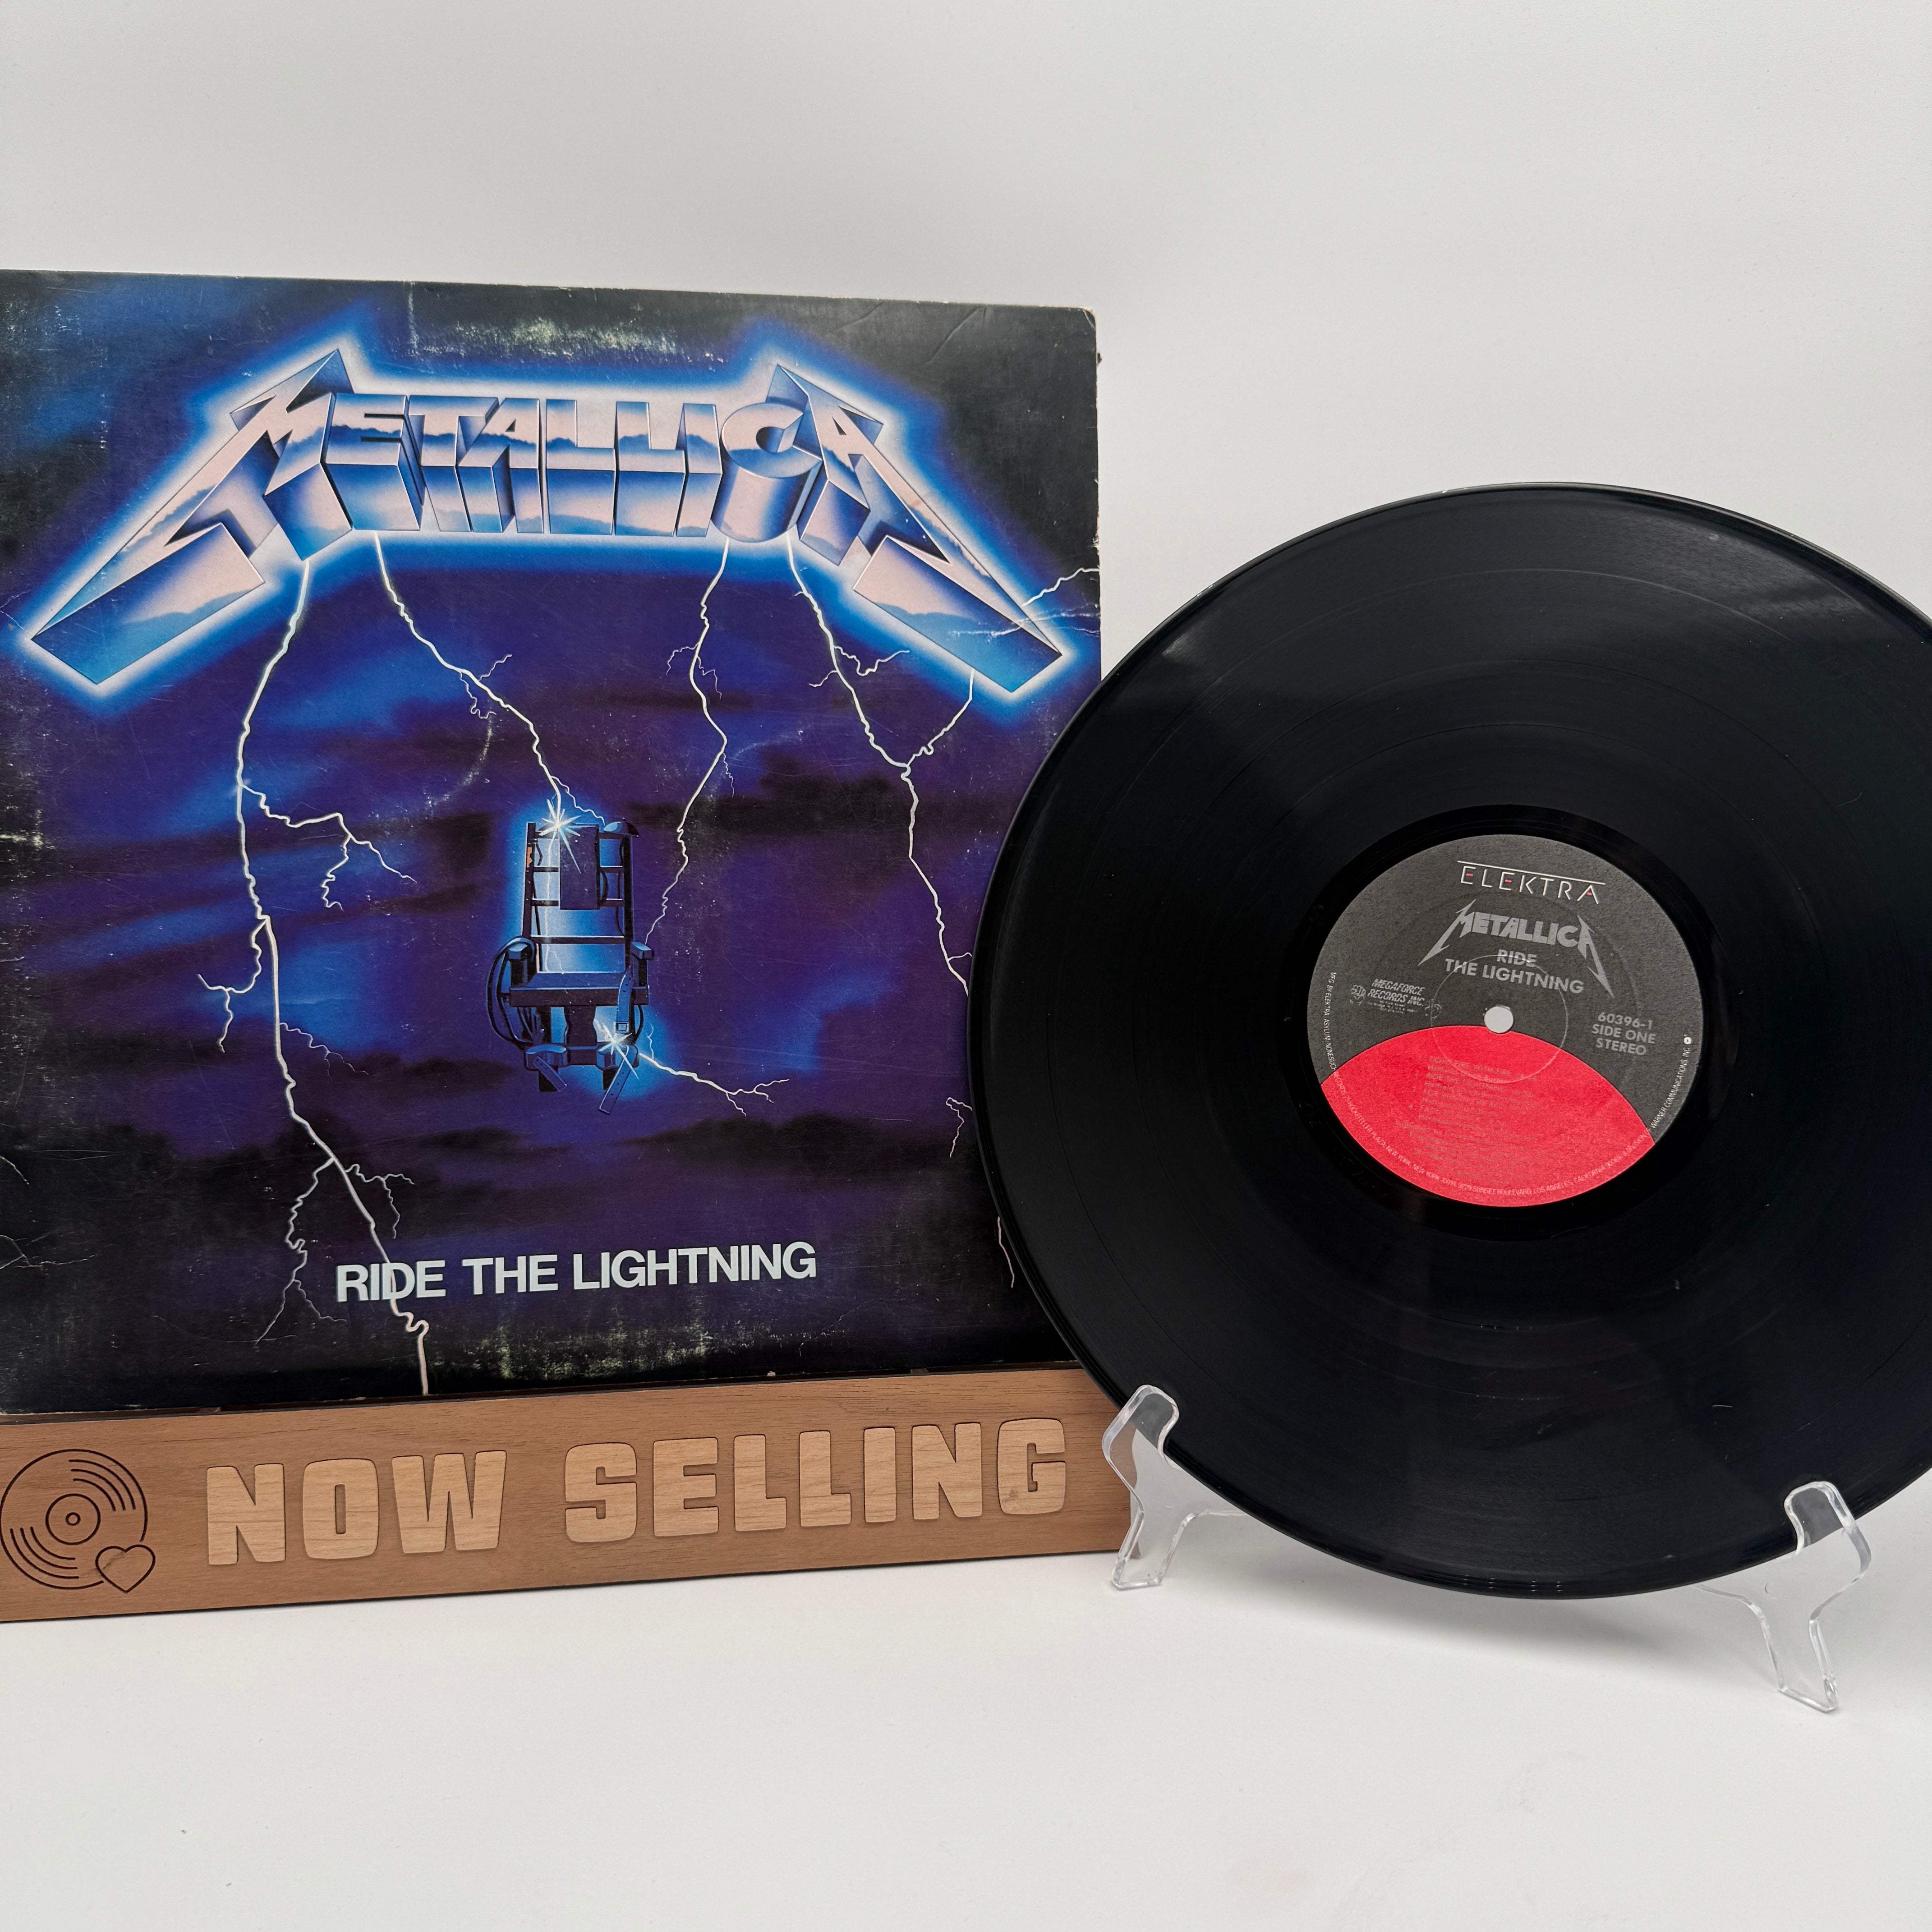 METALLICA
RIDE THE LIGHTNING
NOW SELLING
ELEKTRA
METALLICA
RIDE
THE LIGHTNING
MEGAFORCE
RECORDS INC.
60396-1
SIDE ONE
STEREO